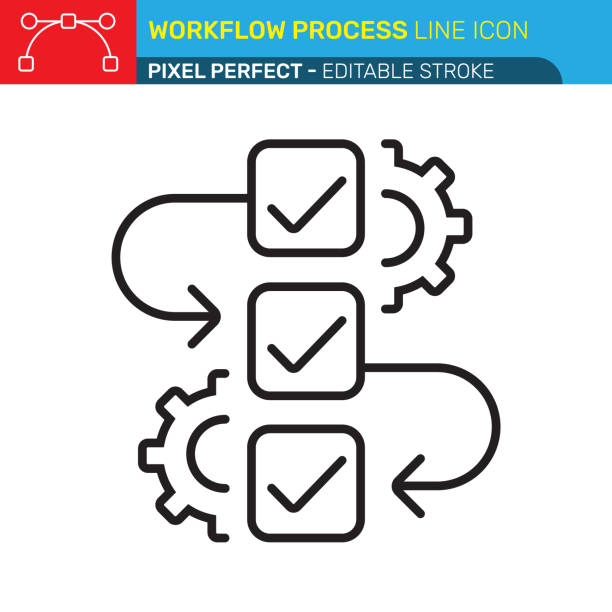 WORKFLOW PROCESS LINE ICON
PIXEL PERFECT - EDITABLE STROKE